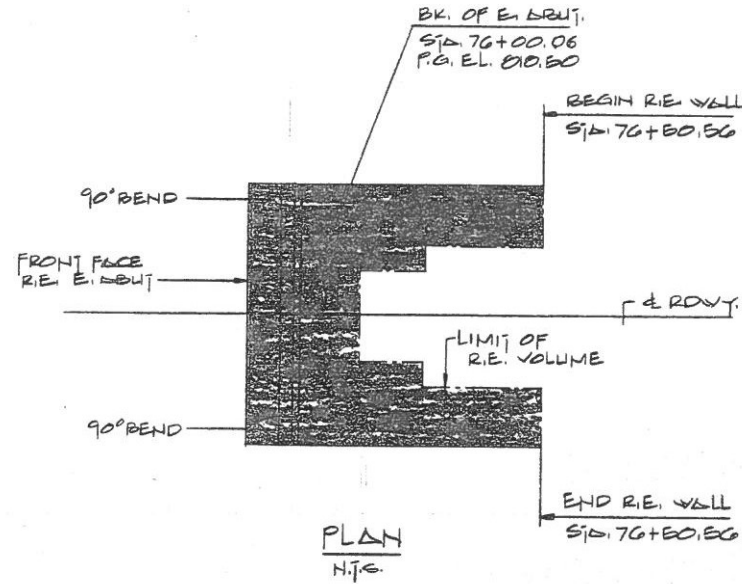 BK. OF E. ABUT.
STA. 76+00.06
P.G. EL. 818.50
BEGIN R.E. WALL
STA. 76+50.56
90° BEND
FRONT FACE
R.E. E. ABUT
℄ RDWY.
LIMIT OF
R.E. VOLUME
90° BEND
END R.E. WALL
STA. 76+50.56
PLAN
N.T.S.